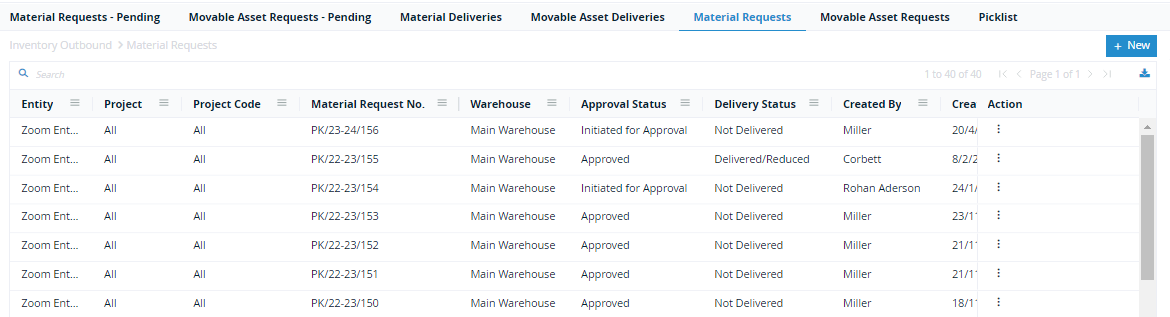 Material Requests - Pending Movable Asset Requests - Pending Material Deliveries Movable Asset Deliveries Material Requests Movable Asset Requests Picklist
Inventory Outbound > Material Requests + New
Search 1 to 40 of 40 Page 1 of 1
Entity Project Project Code Material Request No. Warehouse Approval Status Delivery Status Created By Crea Action
Zoom Ent... All All PK/23-24/156 Main Warehouse Initiated for Approval Not Delivered Miller 20/4/
Zoom Ent... All All PK/22-23/155 Main Warehouse Approved Delivered/Reduced Corbett 8/2/2
Zoom Ent... All All PK/22-23/154 Main Warehouse Initiated for Approval Not Delivered Rohan Aderson 24/1/
Zoom Ent... All All PK/22-23/153 Main Warehouse Approved Not Delivered Miller 23/11
Zoom Ent... All All PK/22-23/152 Main Warehouse Approved Not Delivered Miller 21/11
Zoom Ent... All All PK/22-23/151 Main Warehouse Approved Not Delivered Miller 21/11
Zoom Ent... All All PK/22-23/150 Main Warehouse Approved Not Delivered Miller 18/11